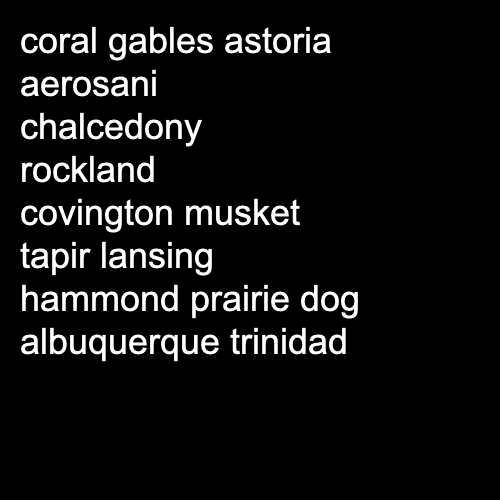 coral gables astoria
aerosani
chalcedony
rockland
covington musket
tapir lansing
hammond prairie dog
albuquerque trinidad